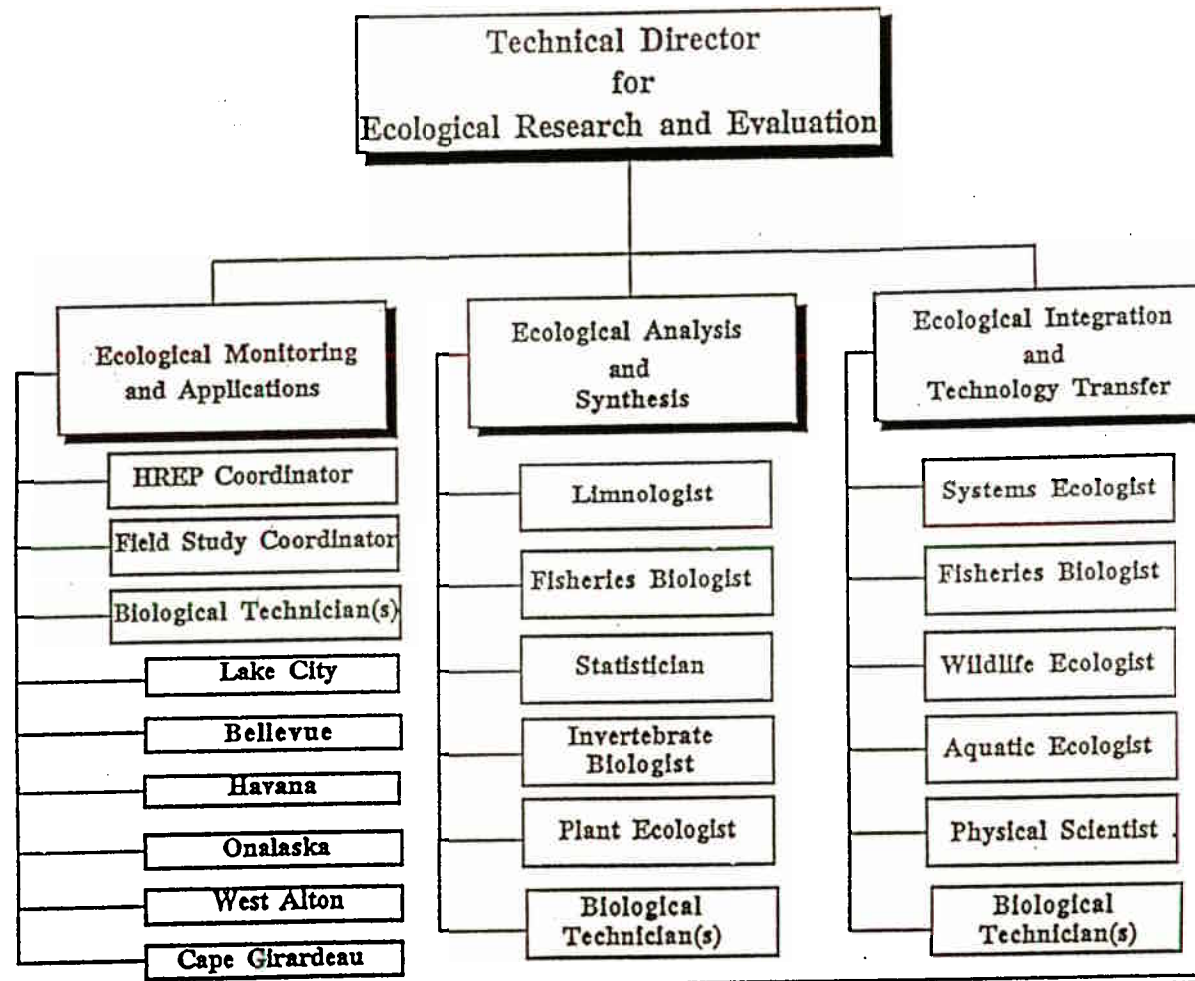 Technical Director
for
Ecological Research and Evaluation
Ecological Monitoring
and Applications
HREP Coordinator
Field Study Coordinator
Biological Technician(s)
Lake City
Bellevue
Havana
Onalaska
West Alton
Cape Girardeau
Ecological Analysis
and
Synthesis
Limnologist
Fisheries Biologist
Statistician
Invertebrate
Biologist
Plant Ecologist
Biological
Technician(s)
Ecological Integration
and
Technology Transfer
Systems Ecologist
Fisheries Biologist
Wildlife Ecologist
Aquatic Ecologist
Physical Scientist
Biological
Technician(s)